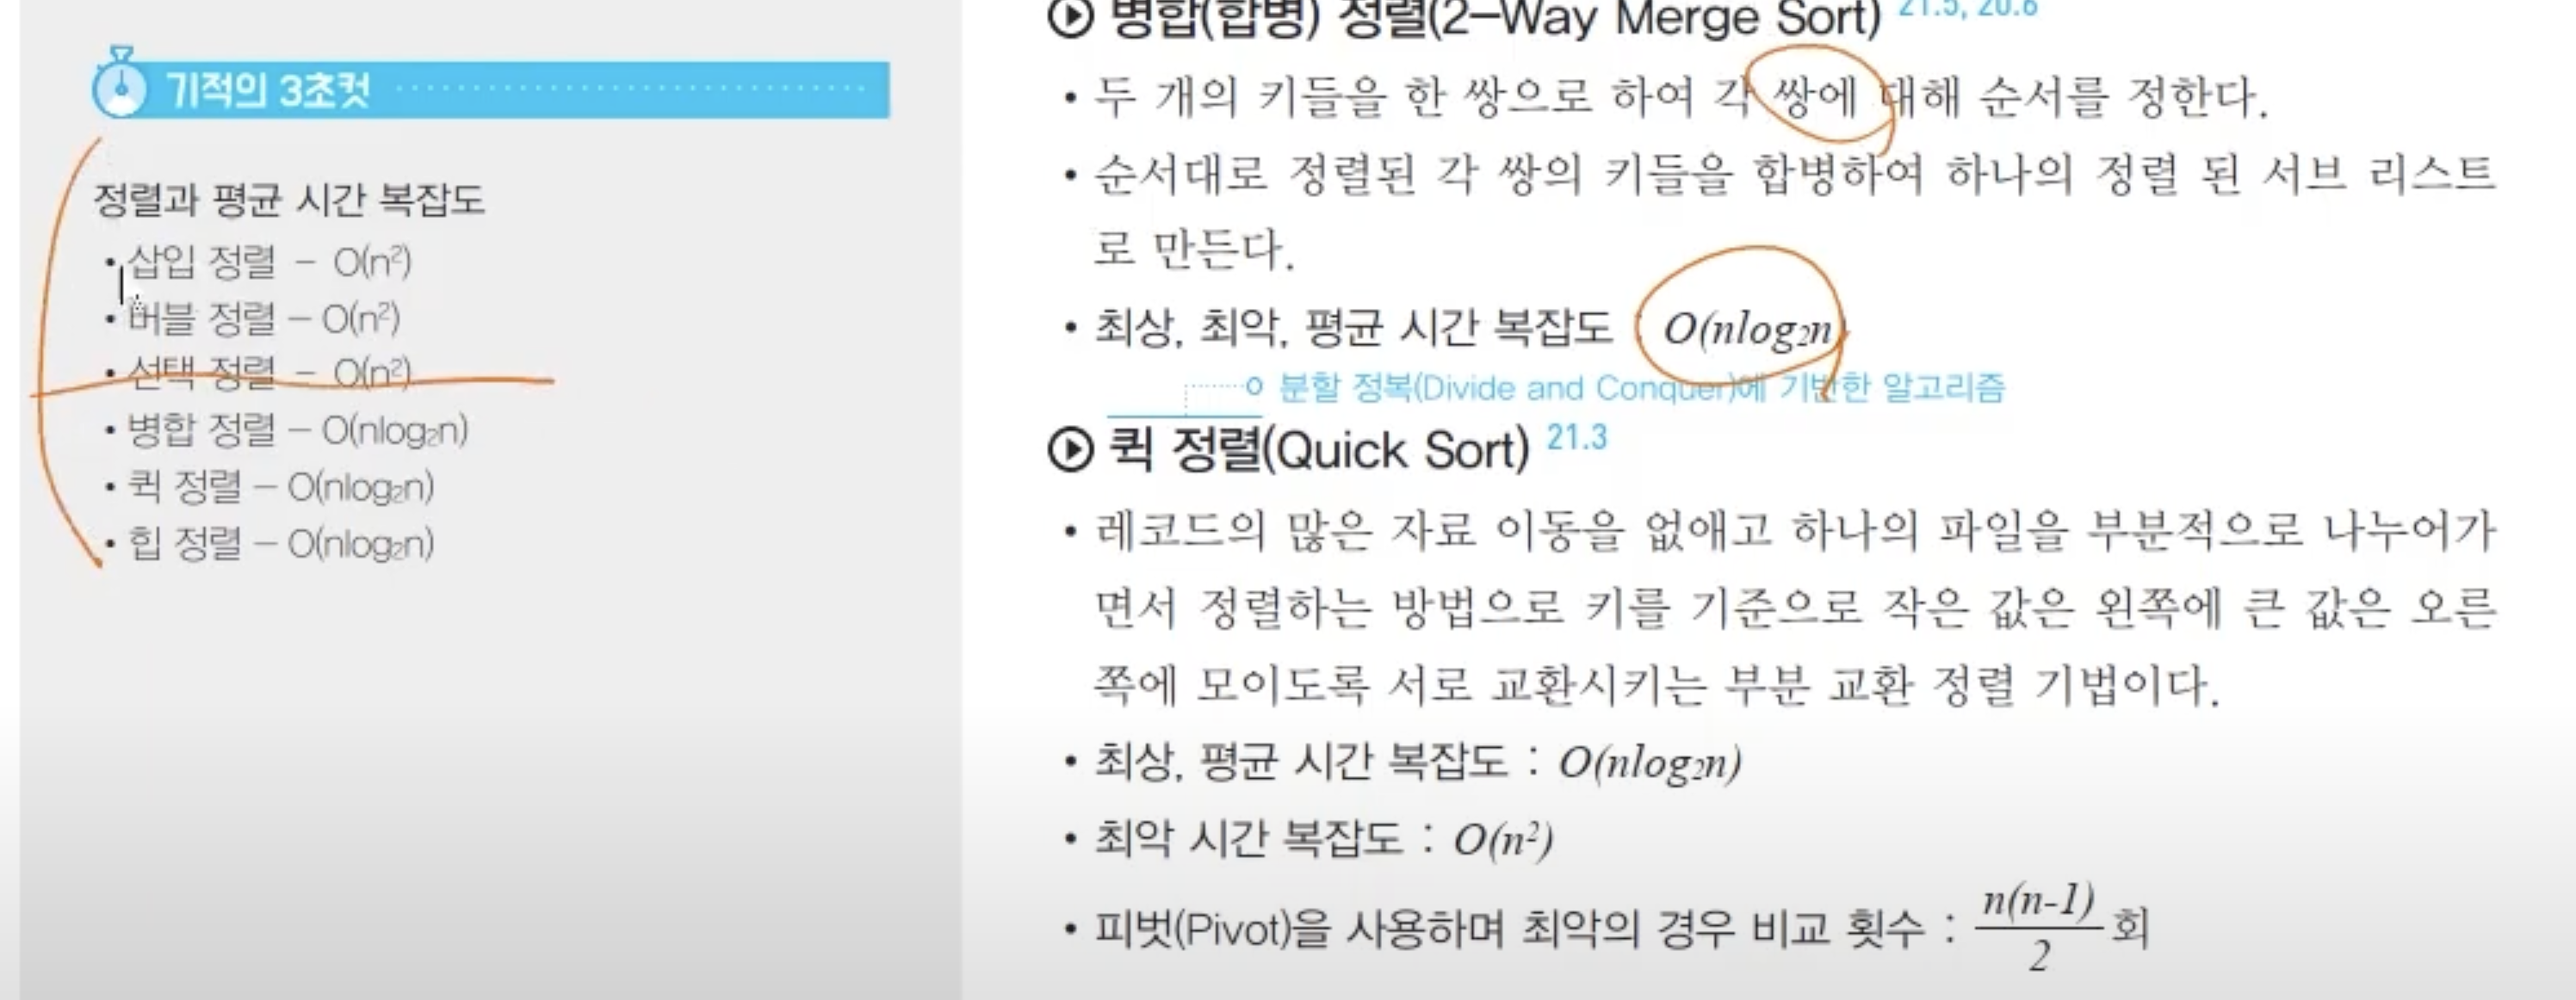 기적의 3초컷
정렬과 평균 시간 복잡도
• 삽입 정렬 – O(n²)
• 버블 정렬 – O(n²)
• 선택 정렬 – O(n²)
• 병합 정렬 – O(nlog₂n)
• 퀵 정렬 – O(nlog₂n)
• 힙 정렬 – O(nlog₂n)
병합(합병) 정렬(2–Way Merge Sort) 21.5, 20.6
• 두 개의 키들을 한 쌍으로 하여 각 쌍에 대해 순서를 정한다.
• 순서대로 정렬된 각 쌍의 키들을 합병하여 하나의 정렬 된 서브 리스트
로 만든다.
• 최상, 최악, 평균 시간 복잡도 O(nlog₂n)
분할 정복(Divide and Conquer)에 기반한 알고리즘
퀵 정렬(Quick Sort) 21.3
• 레코드의 많은 자료 이동을 없애고 하나의 파일을 부분적으로 나누어가
면서 정렬하는 방법으로 키를 기준으로 작은 값은 왼쪽에 큰 값은 오른
쪽에 모이도록 서로 교환시키는 부분 교환 정렬 기법이다.
• 최상, 평균 시간 복잡도 : O(nlog₂n)
• 최악 시간 복잡도 : O(n²)
• 피벗(Pivot)을 사용하며 최악의 경우 비교 횟수 : n(n-1)/2 회